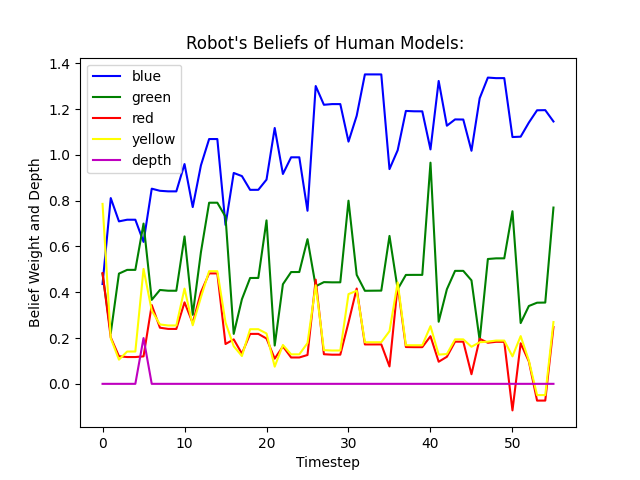 Robot's Beliefs of Human Models:
blue
green
red
yellow
depth
Belief Weight and Depth
1.4
1.2
1.0
0.8
0.6
0.4
0.2
0.0
0 10 20 30 40 50
Timestep